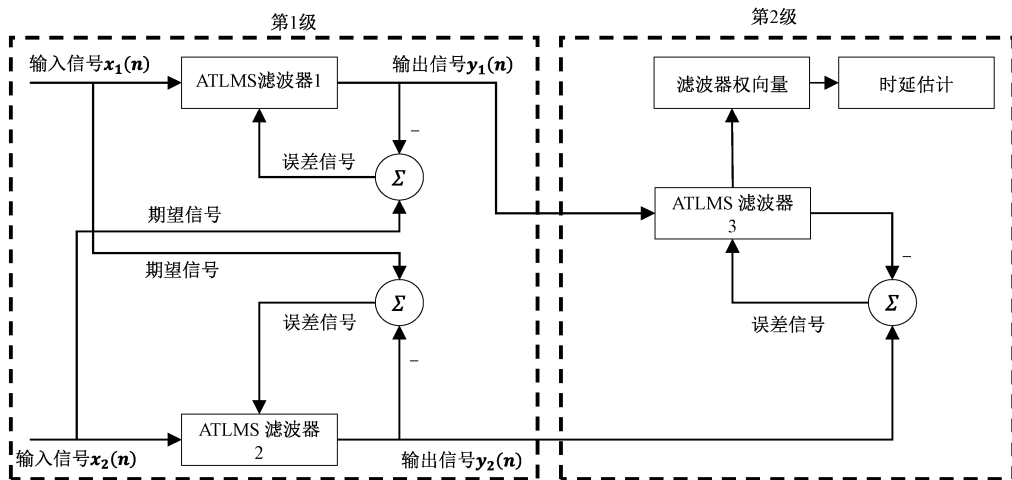 第1级
第2级
输入信号x₁(n)
ATLMS滤波器1
输出信号y₁(n)
滤波器权向量
时延估计
−
误差信号
Σ
期望信号
ATLMS 滤波器
3
期望信号
−
Σ
误差信号
Σ
误差信号
−
ATLMS 滤波器
2
输入信号x₂(n)
输出信号y₂(n)